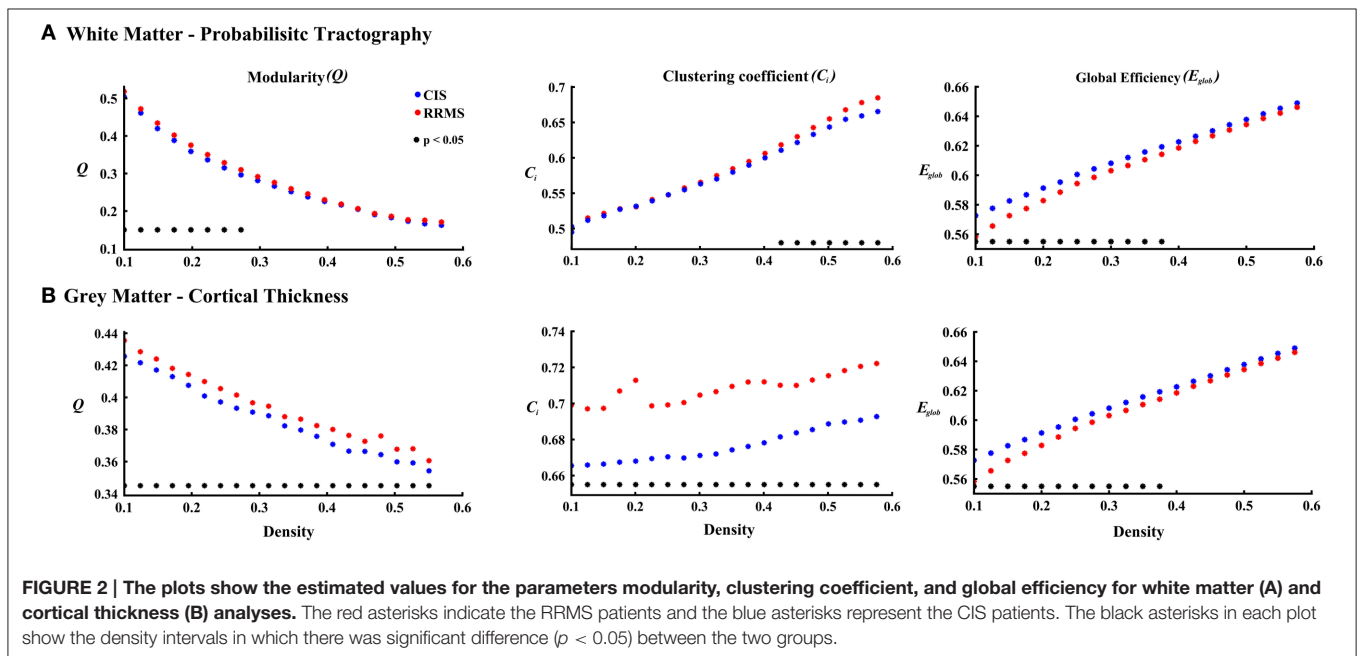 A White Matter - Probabilisitc Tractography
Modularity(Q)
0.5
0.4
Q
0.3
0.2
0.1
0.1 0.2 0.3 0.4 0.5 0.6
CIS
RRMS
p < 0.05
Clustering coefficient (Ci)
0.7
0.65
Ci
0.6
0.55
0.5
0.1 0.2 0.3 0.4 0.5 0.6
Global Efficiency (Eglob)
0.66
0.64
0.62
Eglob
0.6
0.58
0.56
0.1 0.2 0.3 0.4 0.5 0.6
B Grey Matter - Cortical Thickness
0.44
0.42
Q
0.4
0.38
0.36
0.34
0.1 0.2 0.3 0.4 0.5 0.6
Density
0.74
0.72
Ci
0.7
0.68
0.66
0.1 0.2 0.3 0.4 0.5 0.6
Density
0.66
0.64
0.62
Eglob
0.6
0.58
0.56
0.1 0.2 0.3 0.4 0.5 0.6
Density
FIGURE 2 | The plots show the estimated values for the parameters modularity, clustering coefficient, and global efficiency for white matter (A) and
cortical thickness (B) analyses. The red asterisks indicate the RRMS patients and the blue asterisks represent the CIS patients. The black asterisks in each plot
show the density intervals in which there was significant difference (p < 0.05) between the two groups.